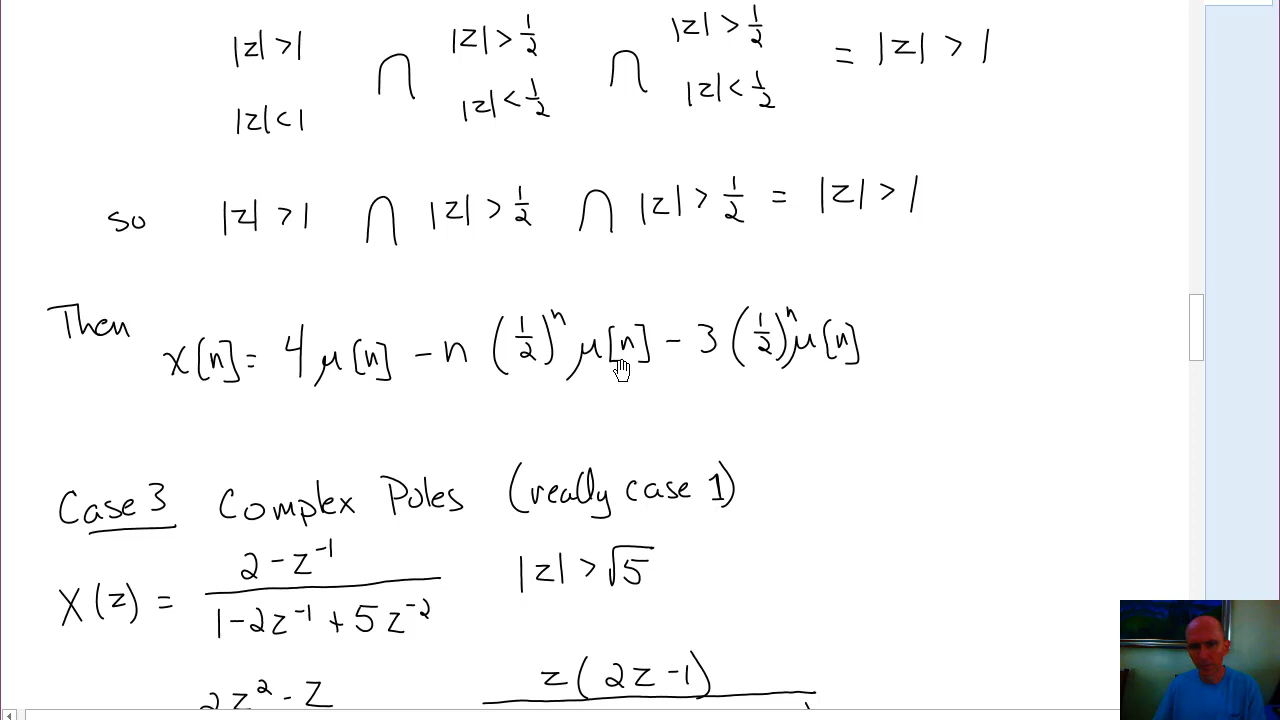 |z| > 1 ∩ |z| > 1/2 ∩ |z| > 1/2 = |z| > 1
|z| < 1 |z| < 1/2 |z| < 1/2
so |z| > 1 ∩ |z| > 1/2 ∩ |z| > 1/2 = |z| > 1
Then x[n] = 4 μ[n] - n (1/2)^n μ[n] - 3 (1/2)^n μ[n]
Case 3 Complex Poles (really case 1)
X(z) = (2 - z^-1) / (1 - 2z^-1 + 5z^-2) |z| > √5
2z^2 - z z(2z - 1)